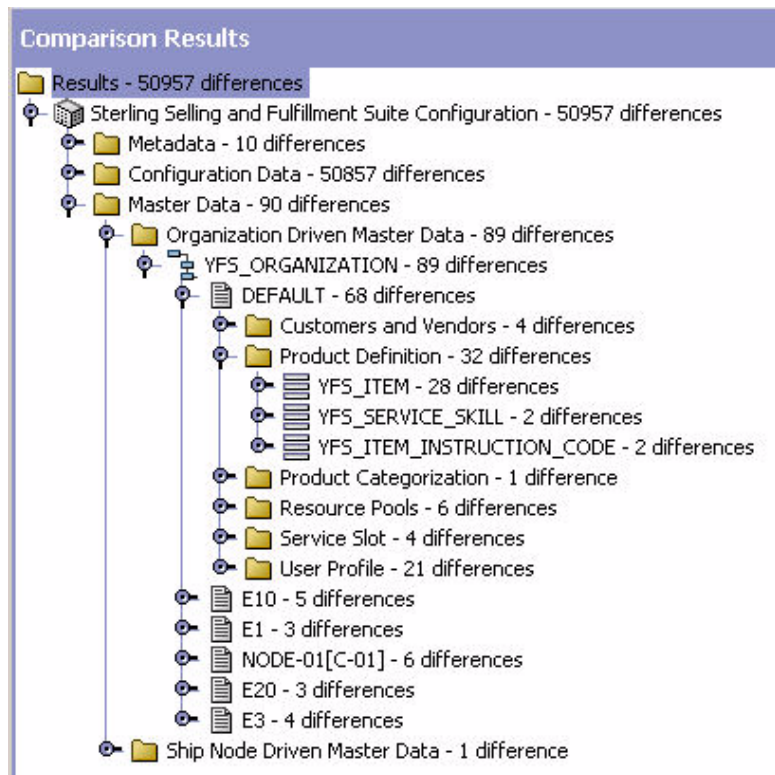 Comparison Results
Results - 50957 differences
Sterling Selling and Fulfillment Suite Configuration - 50957 differences
Metadata - 10 differences
Configuration Data - 50857 differences
Master Data - 90 differences
Organization Driven Master Data - 89 differences
YFS_ORGANIZATION - 89 differences
DEFAULT - 68 differences
Customers and Vendors - 4 differences
Product Definition - 32 differences
YFS_ITEM - 28 differences
YFS_SERVICE_SKILL - 2 differences
YFS_ITEM_INSTRUCTION_CODE - 2 differences
Product Categorization - 1 difference
Resource Pools - 6 differences
Service Slot - 4 differences
User Profile - 21 differences
E10 - 5 differences
E1 - 3 differences
NODE-01[C-01] - 6 differences
E20 - 3 differences
E3 - 4 differences
Ship Node Driven Master Data - 1 difference